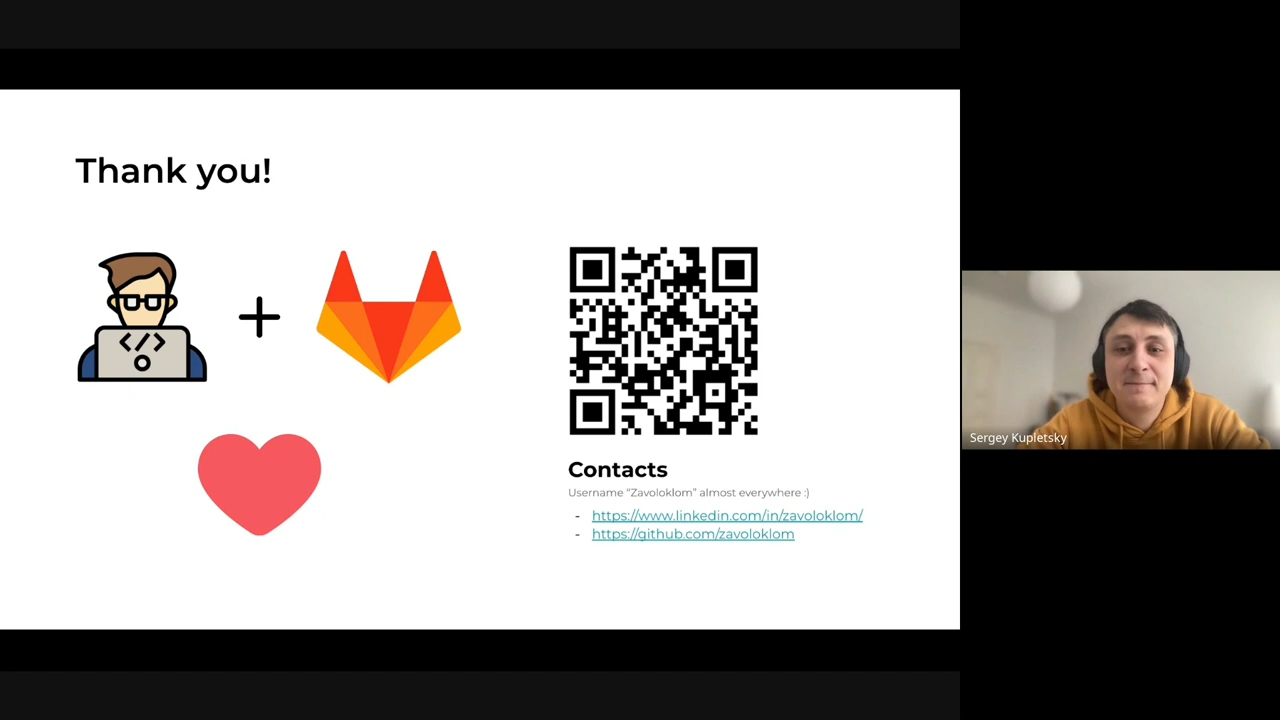 Thank you!
</>
Contacts
Username “Zavoloklom” almost everywhere :)
- https://www.linkedin.com/in/zavoloklom/
- https://github.com/zavoloklom
Sergey Kupletsky